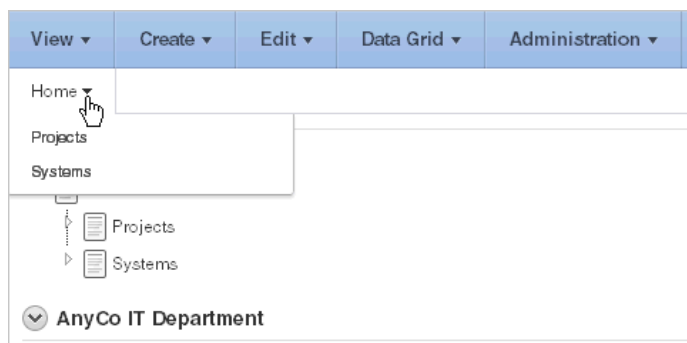 View Create Edit Data Grid Administration
Home
Projects
Systems
Projects
Systems
AnyCo IT Department